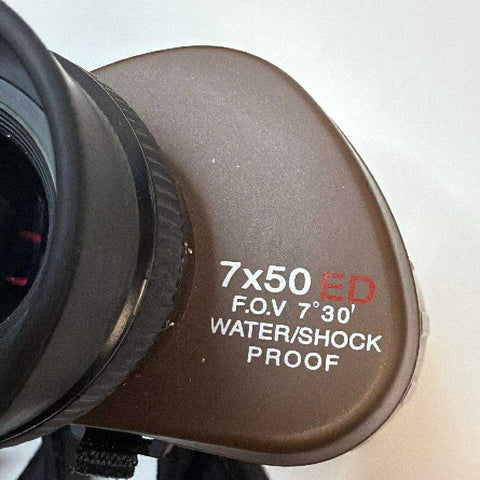 7x50 ED
F.O.V 7°30'
WATER/SHOCK
PROOF